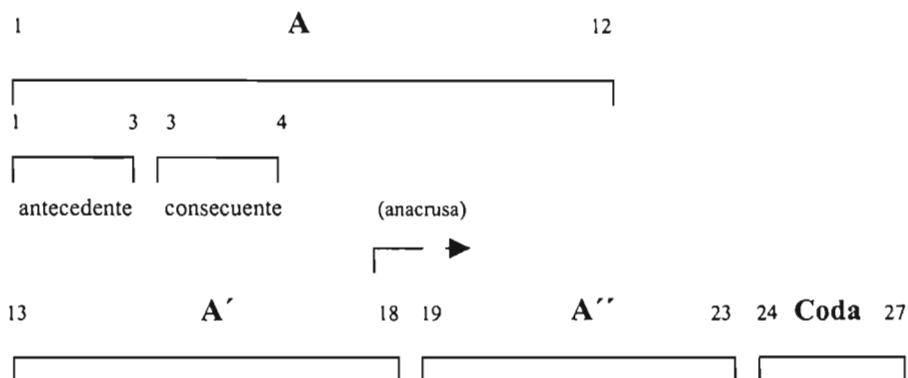 1 A 12
1 3 3 4
antecedente consecuente (anacrusa)
13 A´ 18 19 A´´ 23 24 Coda 27